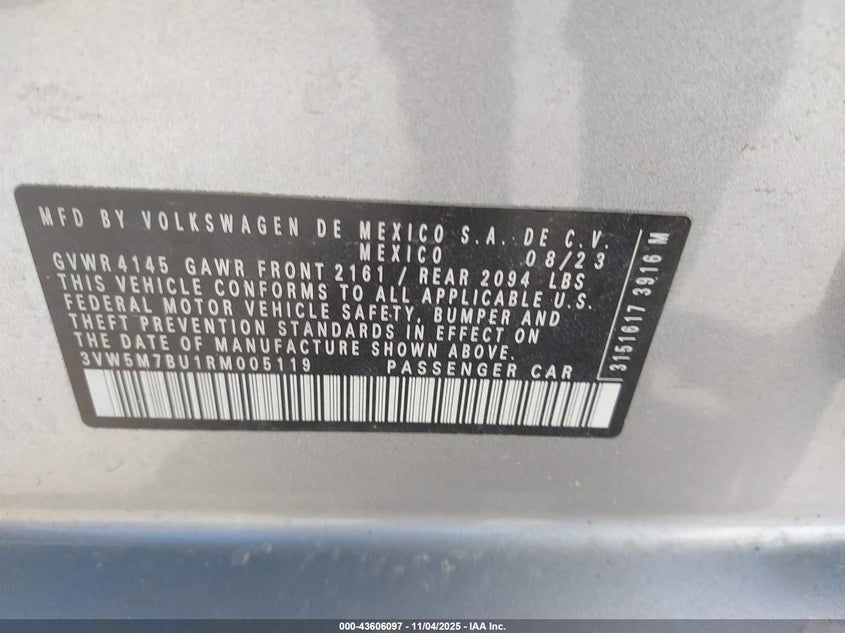 MFD BY VOLKSWAGEN DE MEXICO S.A. DE C.V.
MEXICO 08/23
GVWR 4145 GAWR FRONT 2161 / REAR 2094 LBS
THIS VEHICLE CONFORMS TO ALL APPLICABLE U.S.
FEDERAL MOTOR VEHICLE SAFETY, BUMPER AND
THEFT PREVENTION STANDARDS IN EFFECT ON
THE DATE OF MANUFACTURE SHOWN ABOVE.
3VW5M7BU1RM005119 PASSENGER CAR
3151617 3916 M
000-43606097 - 11/04/2025 - IAA Inc.